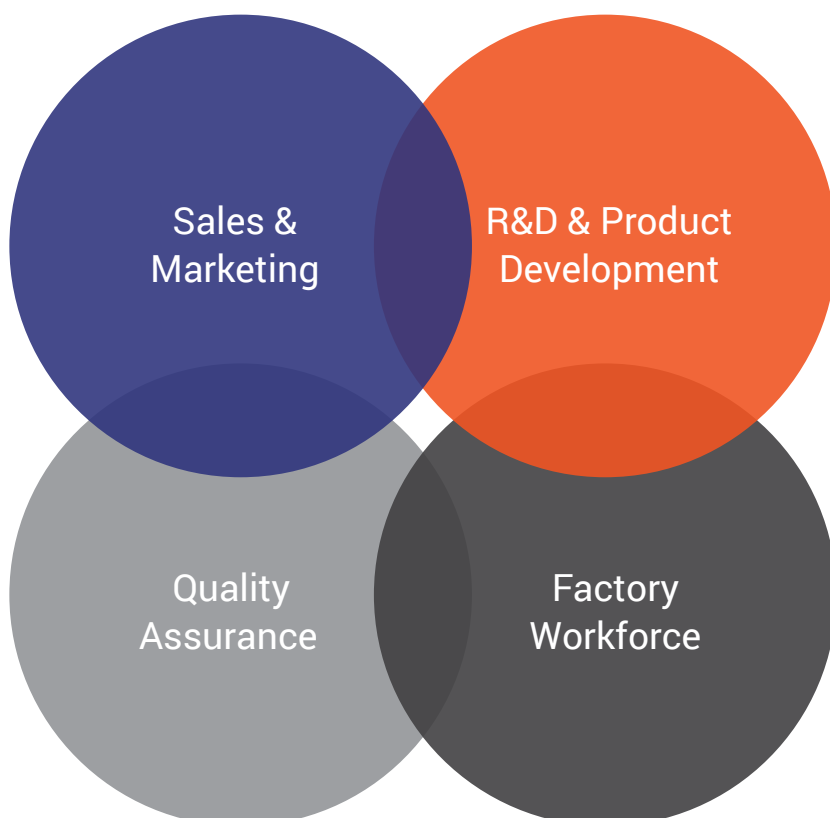 Sales &
Marketing
R&D & Product
Development
Quality
Assurance
Factory
Workforce